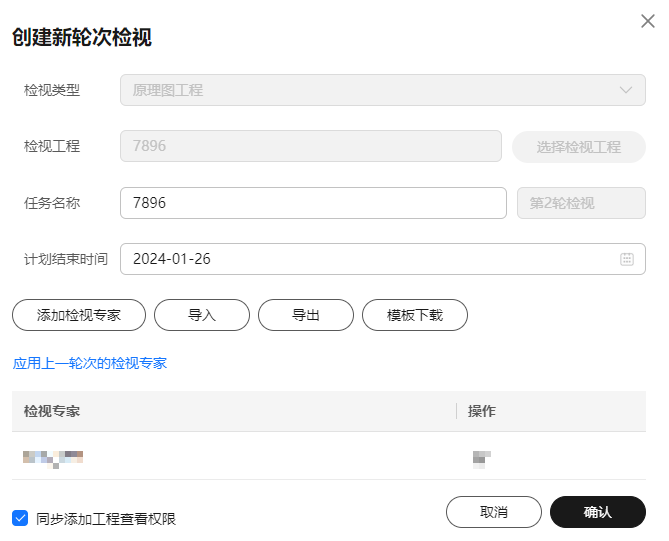 创建新轮次检视
检视类型 原理图工程
检视工程 7896 选择检视工程
任务名称 7896 第2轮检视
计划结束时间 2024-01-26
添加检视专家 导入 导出 模板下载
应用上一轮次的检视专家
检视专家 操作
同步添加工程查看权限 取消 确认